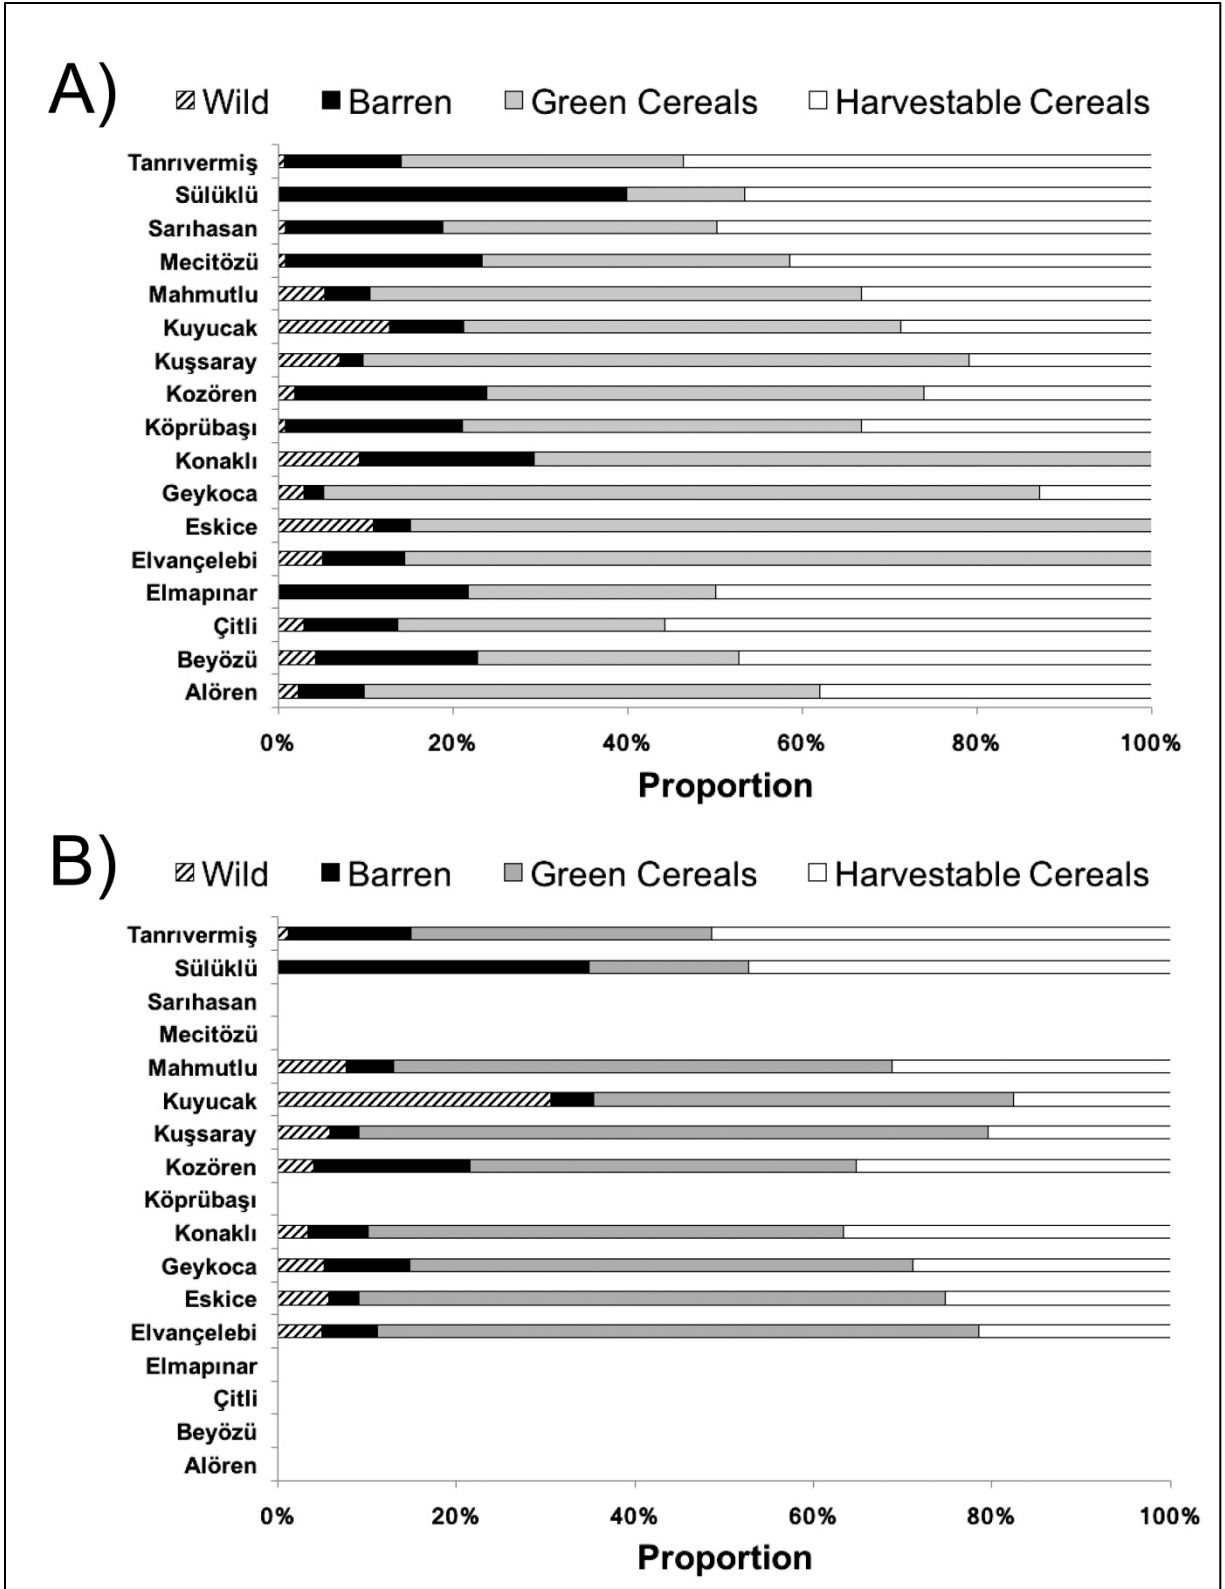 A)
Wild Barren Green Cereals Harvestable Cereals
Tanrıvermiş
Sülüklü
Sarıhasan
Mecitözü
Mahmutlu
Kuyucak
Kuşsaray
Kozören
Köprübaşı
Konaklı
Geykoca
Eskice
Elvançelebi
Elmapınar
Çitli
Beyözü
Alören
0% 20% 40% 60% 80% 100%
Proportion
B)
Wild Barren Green Cereals Harvestable Cereals
Tanrıvermiş
Sülüklü
Sarıhasan
Mecitözü
Mahmutlu
Kuyucak
Kuşsaray
Kozören
Köprübaşı
Konaklı
Geykoca
Eskice
Elvançelebi
Elmapınar
Çitli
Beyözü
Alören
0% 20% 40% 60% 80% 100%
Proportion